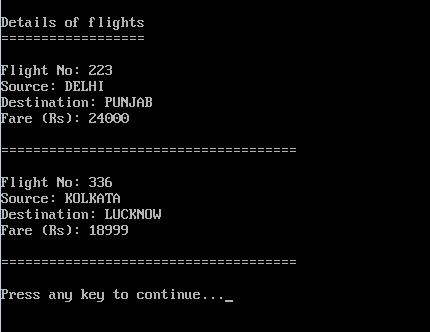 Details of flights
==================
Flight No: 223
Source: DELHI
Destination: PUNJAB
Fare (Rs): 24000
=====================================
Flight No: 336
Source: KOLKATA
Destination: LUCKNOW
Fare (Rs): 18999
=====================================
Press any key to continue..._